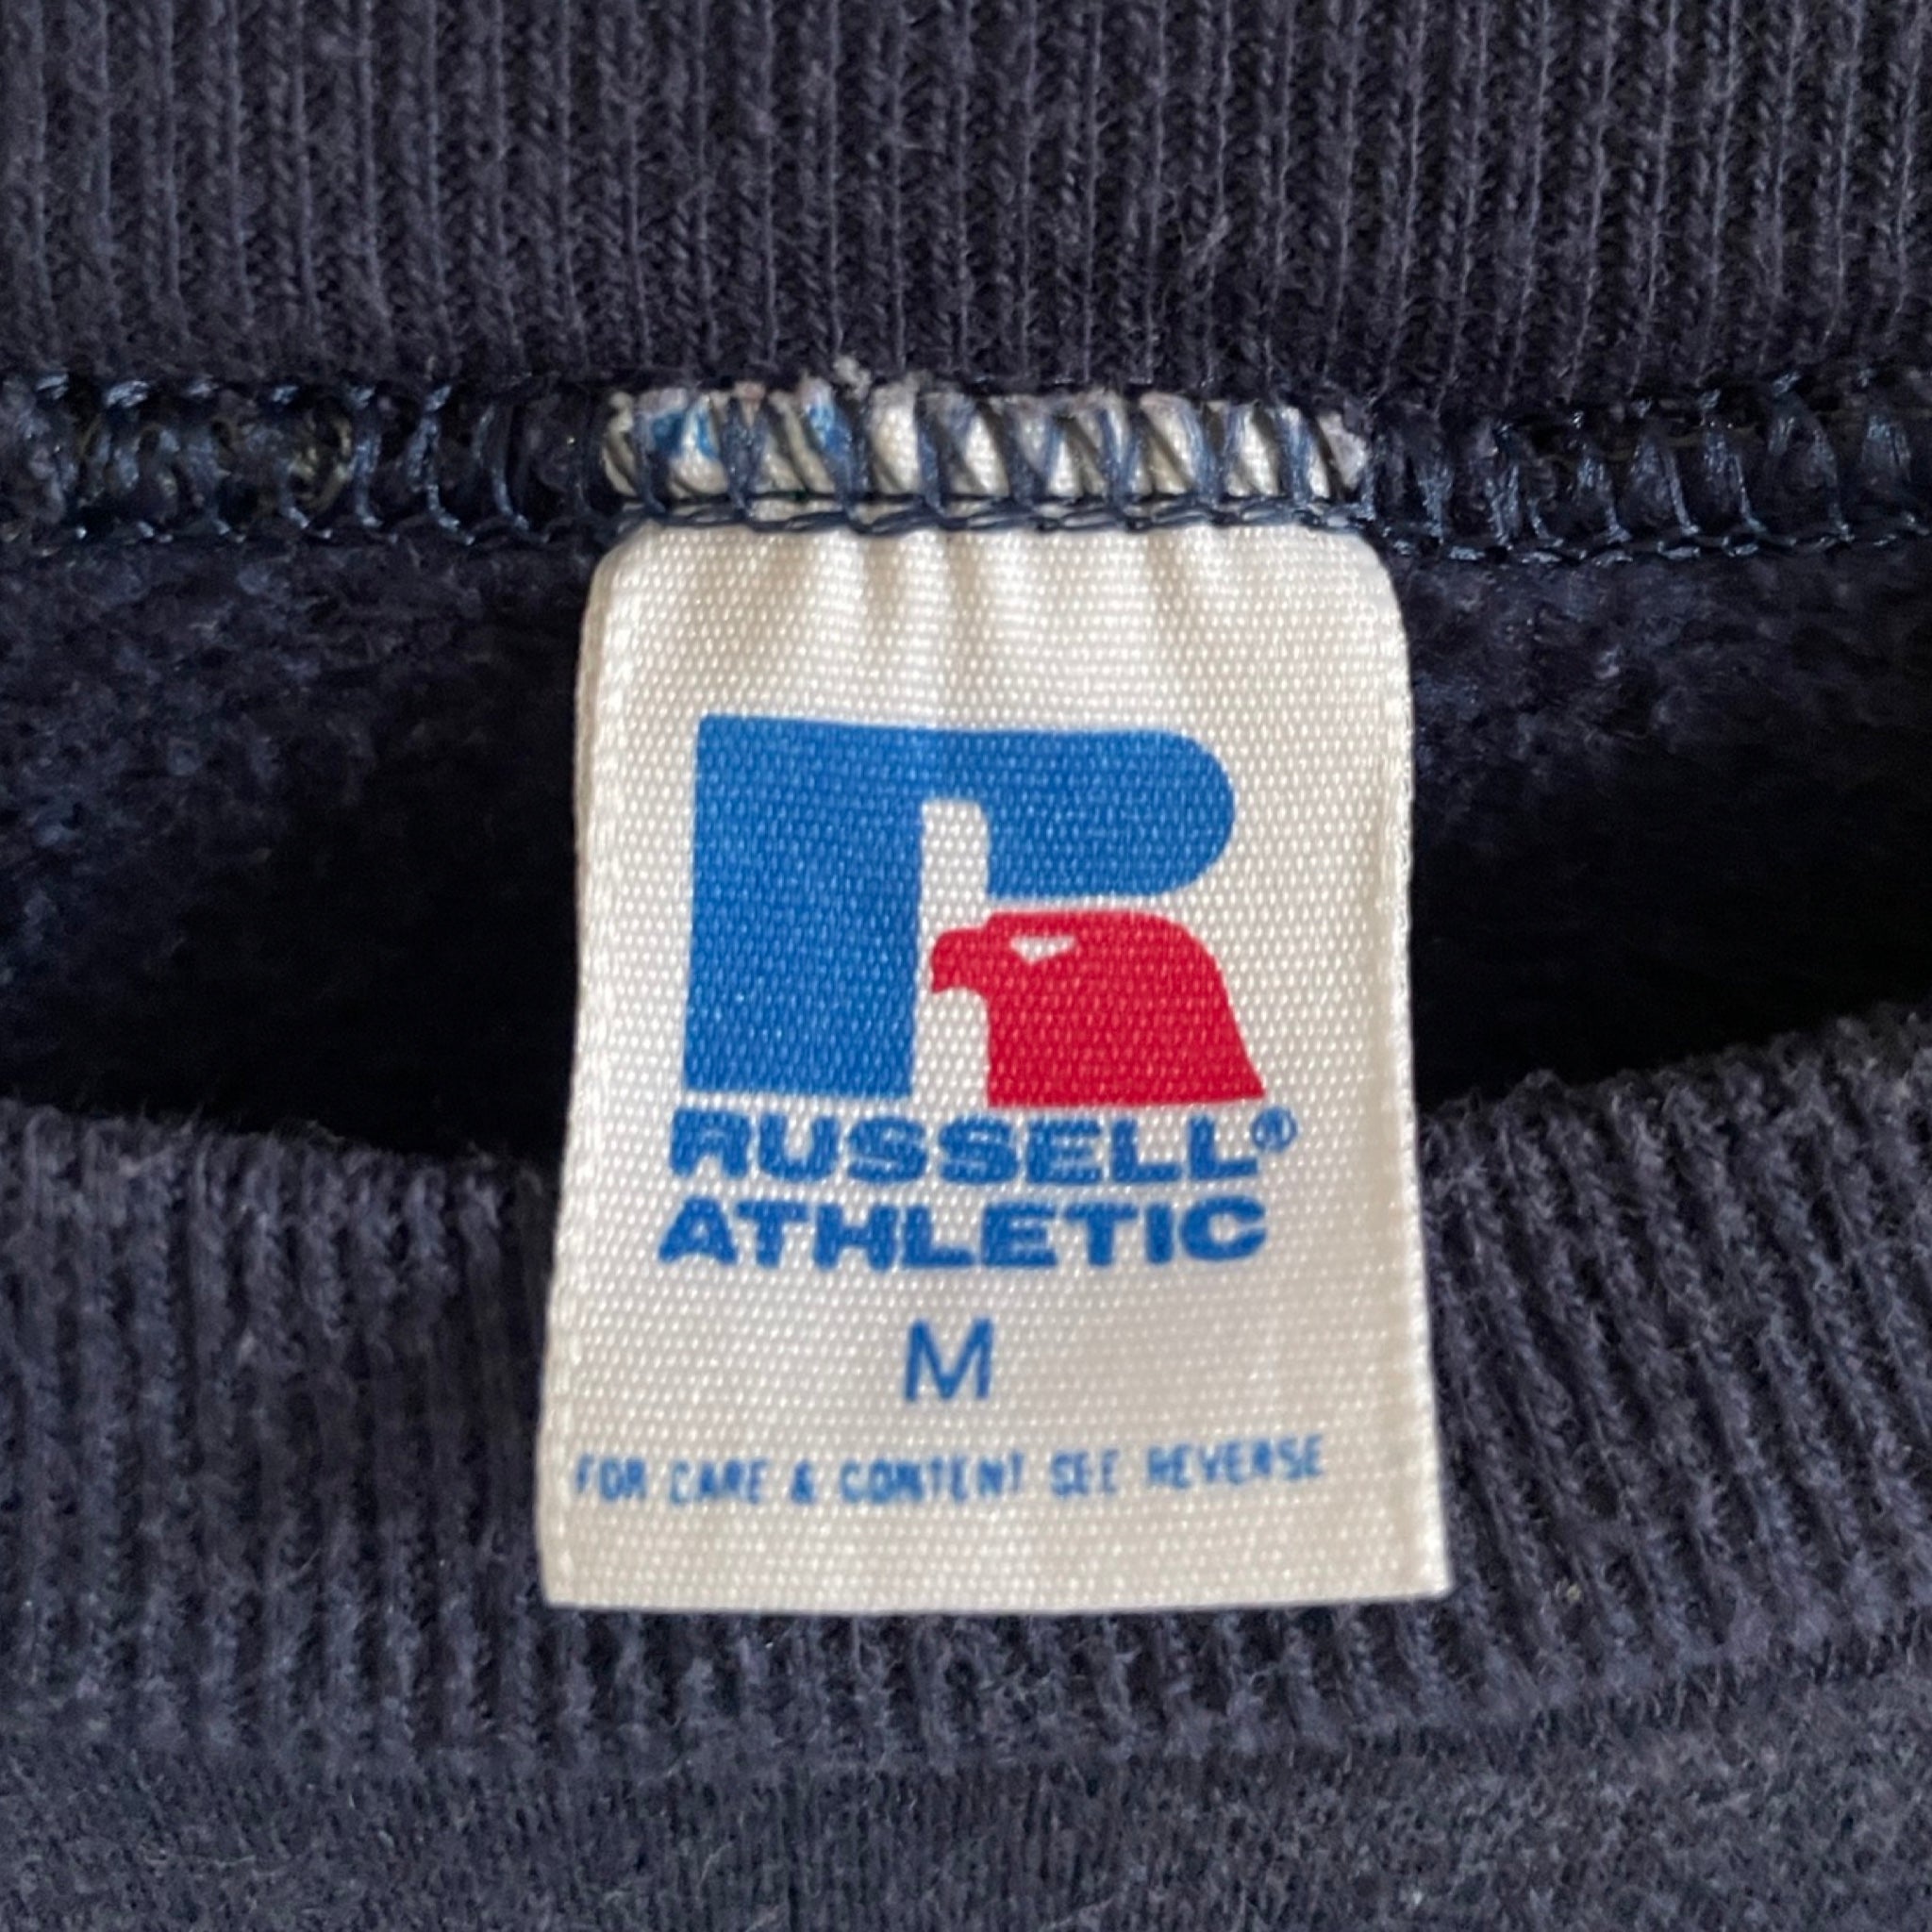 RUSSELL®
ATHLETIC
M
FOR CARE & CONTENT SEE REVERSE